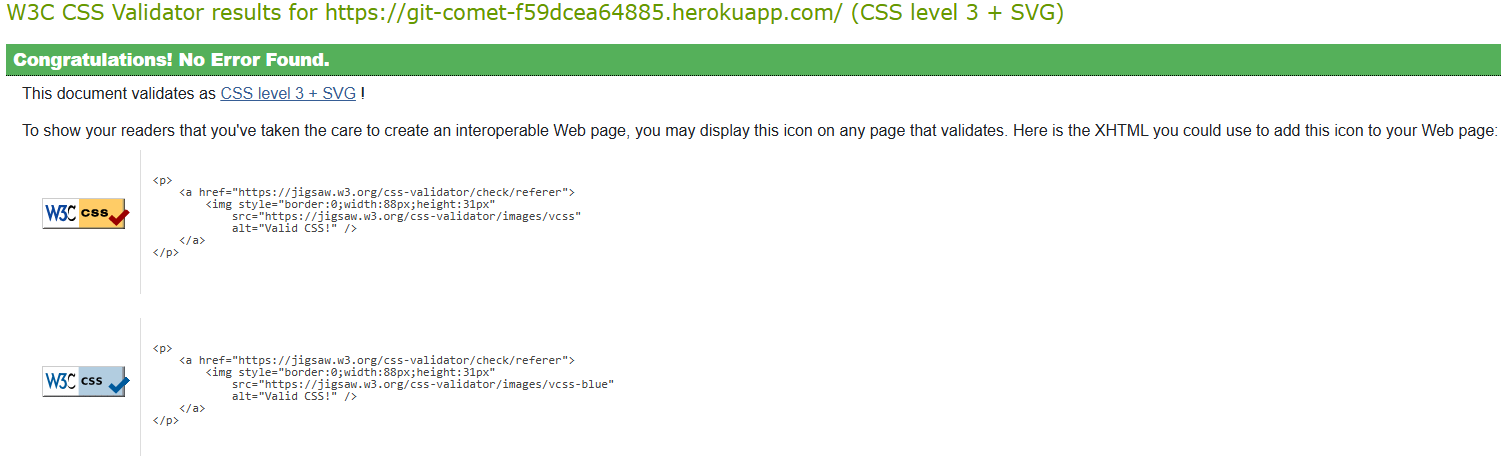 W3C CSS Validator results for https://git-comet-f59dcea64885.herokuapp.com/ (CSS level 3 + SVG)
Congratulations! No Error Found.
This document validates as CSS level 3 + SVG !
To show your readers that you've taken the care to create an interoperable Web page, you may display this icon on any page that validates. Here is the XHTML you could use to add this icon to your Web page:
<p>
<a href="https://jigsaw.w3.org/css-validator/check/referer">
<img style="border:0;width:88px;height:31px"
W3C css
src="https://jigsaw.w3.org/css-validator/images/vcss"
alt="Valid CSS!" />
</a>
</p>
<p>
<a href="https://jigsaw.w3.org/css-validator/check/referer">
<img style="border:0;width:88px;height:31px"
W3C css
src="https://jigsaw.w3.org/css-validator/images/vcss-blue"
alt="Valid CSS!" />
</a>
</p>